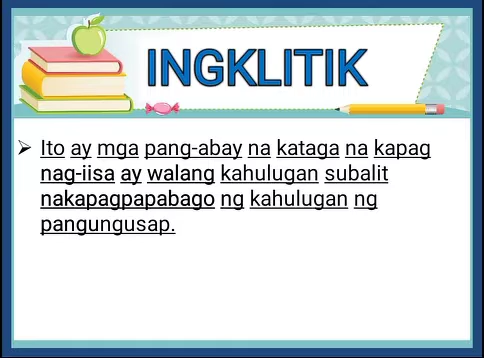 INGKLITIK
➤ Ito ay mga pang-abay na kataga na kapag
nag-iisa ay walang kahulugan subalit
nakapagpapabago ng kahulugan ng
pangungusap.